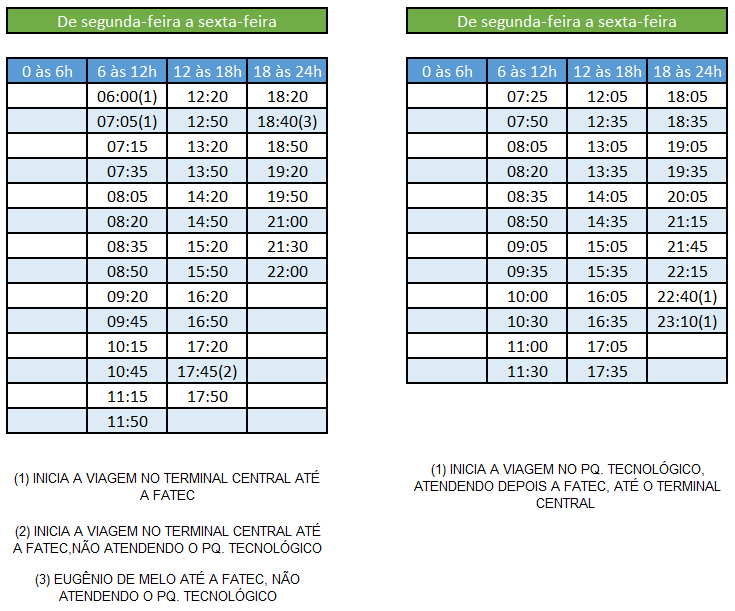 De segunda-feira a sexta-feira
0 às 6h 6 às 12h 12 às 18h 18 às 24h
06:00(1) 12:20 18:20
07:05(1) 12:50 18:40(3)
07:15 13:20 18:50
07:35 13:50 19:20
08:05 14:20 19:50
08:20 14:50 21:00
08:35 15:20 21:30
08:50 15:50 22:00
09:20 16:20
09:45 16:50
10:15 17:20
10:45 17:45(2)
11:15 17:50
11:50
(1) INICIA A VIAGEM NO TERMINAL CENTRAL ATÉ
A FATEC
(2) INICIA A VIAGEM NO TERMINAL CENTRAL ATÉ
A FATEC,NÃO ATENDENDO O PQ. TECNOLÓGICO
(3) EUGÊNIO DE MELO ATÉ A FATEC, NÃO
ATENDENDO O PQ. TECNOLÓGICO
De segunda-feira a sexta-feira
0 às 6h 6 às 12h 12 às 18h 18 às 24h
07:25 12:05 18:05
07:50 12:35 18:35
08:05 13:05 19:05
08:20 13:35 19:35
08:35 14:05 20:05
08:50 14:35 21:15
09:05 15:05 21:45
09:35 15:35 22:15
10:00 16:05 22:40(1)
10:30 16:35 23:10(1)
11:00 17:05
11:30 17:35
(1) INICIA A VIAGEM NO PQ. TECNOLÓGICO,
ATENDENDO DEPOIS A FATEC, ATÉ O TERMINAL
CENTRAL